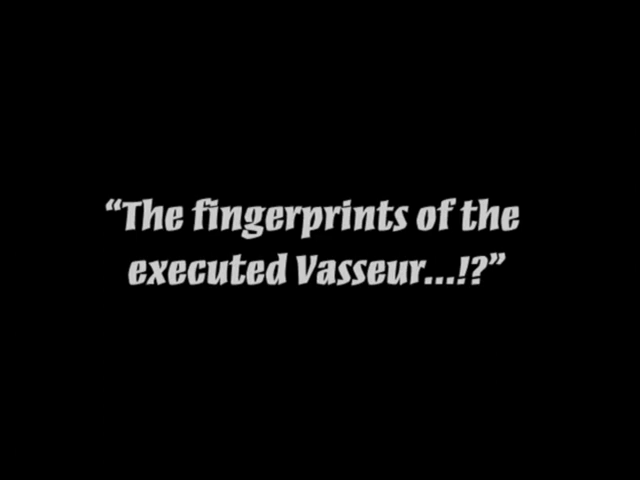 “The fingerprints of the
executed Vasseur...!?”